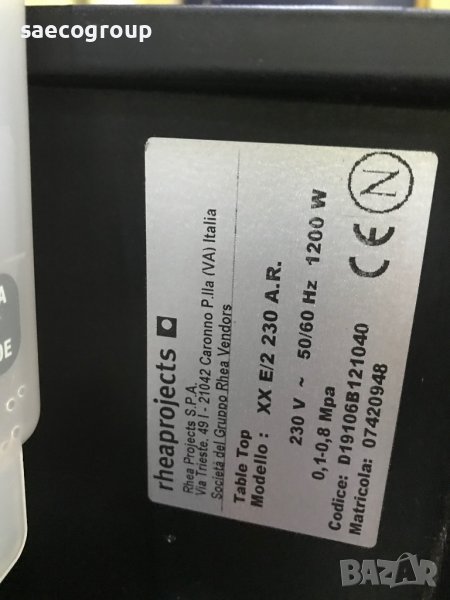 saecogroup
rheaprojects
Rhea Projects S.P.A.
Via Trieste, 49 I - 21042 Caronno P.lla (VA) Italia
Società del Gruppo Rhea Vendors
Table Top
Modello : XX E/2 230 A.R.
230 V ~ 50/60 Hz 1200 W
0,1-0,8 Mpa
Codice: D19106B121040
Matricola: 07420948
CE N
A
DE
BAZAR